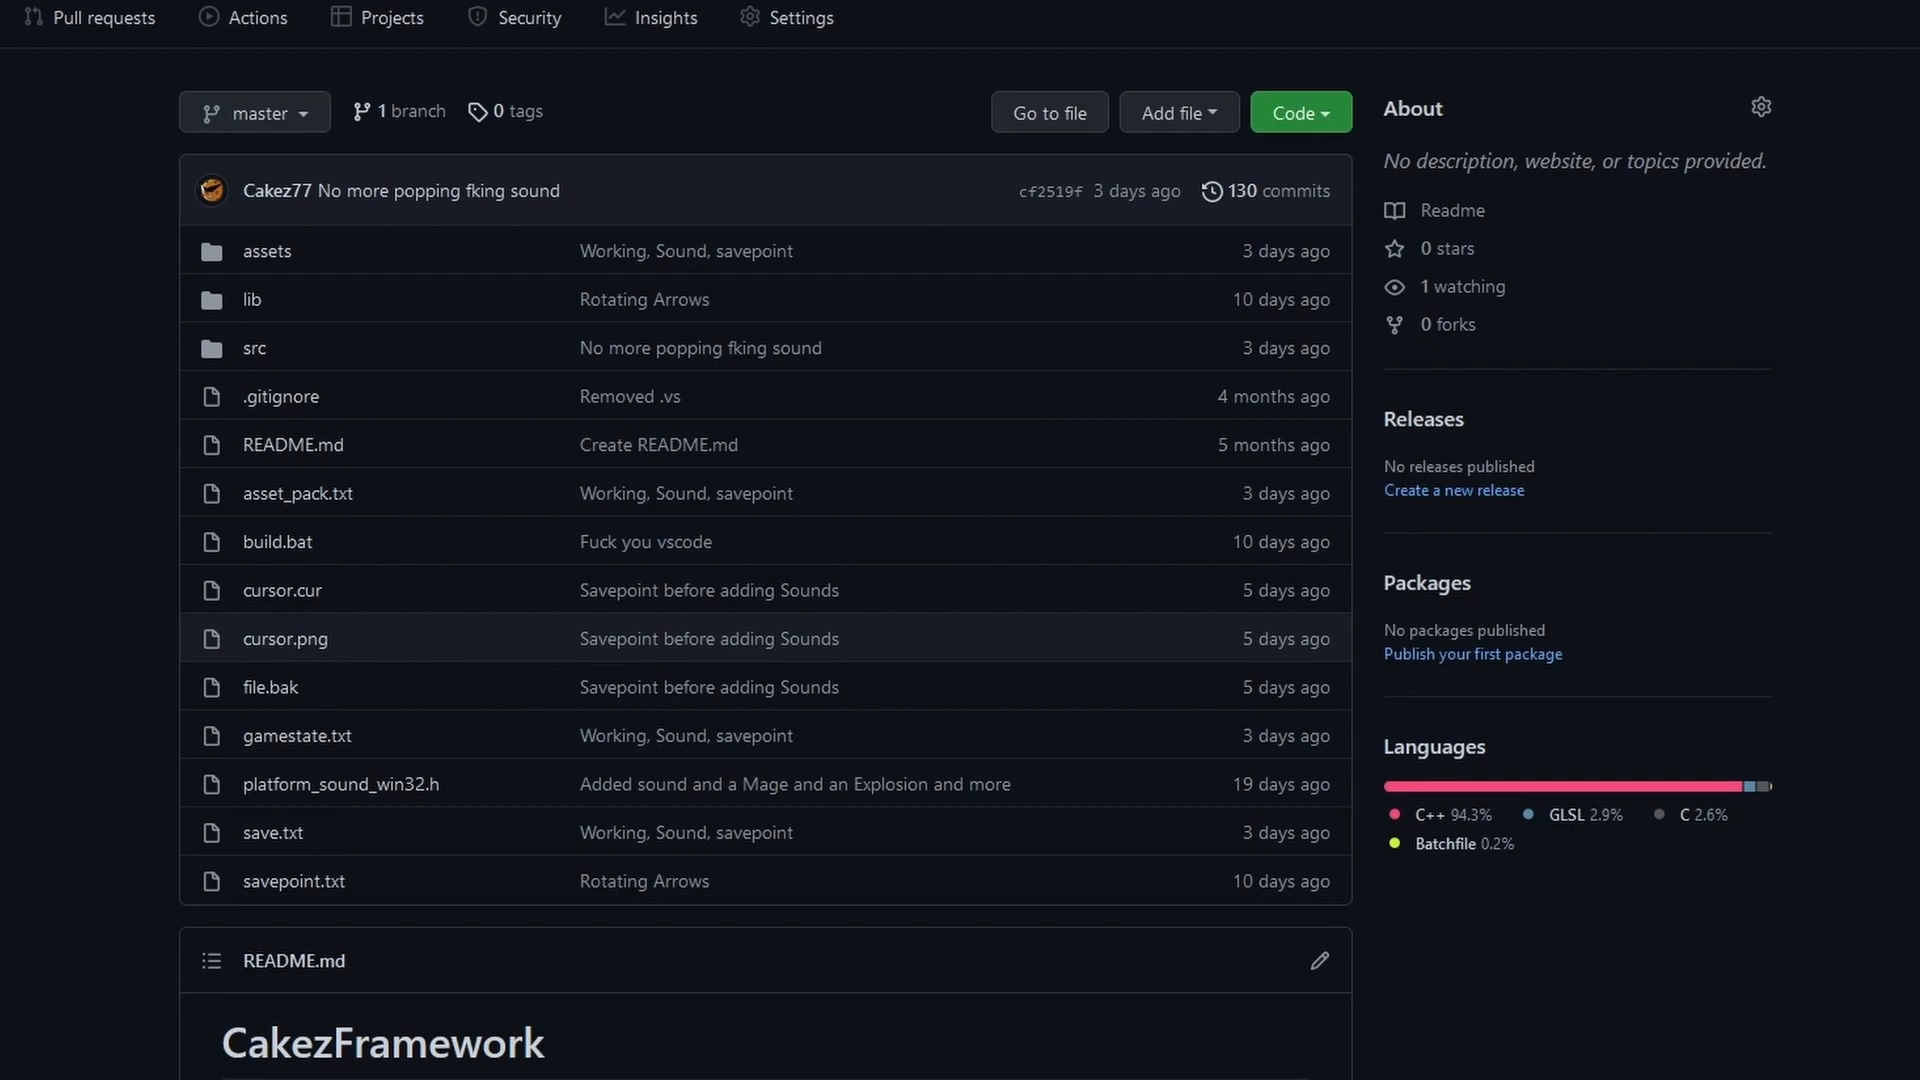 Pull requests Actions Projects Security Insights Settings
master 1 branch 0 tags Go to file Add file Code
Cakez77 No more popping fking sound cf2519f 3 days ago 130 commits
assets Working, Sound, savepoint 3 days ago
lib Rotating Arrows 10 days ago
src No more popping fking sound 3 days ago
.gitignore Removed .vs 4 months ago
README.md Create README.md 5 months ago
asset_pack.txt Working, Sound, savepoint 3 days ago
build.bat Fuck you vscode 10 days ago
cursor.cur Savepoint before adding Sounds 5 days ago
cursor.png Savepoint before adding Sounds 5 days ago
file.bak Savepoint before adding Sounds 5 days ago
gamestate.txt Working, Sound, savepoint 3 days ago
platform_sound_win32.h Added sound and a Mage and an Explosion and more 19 days ago
save.txt Working, Sound, savepoint 3 days ago
savepoint.txt Rotating Arrows 10 days ago
README.md
CakezFramework
About
No description, website, or topics provided.
Readme
0 stars
1 watching
0 forks
Releases
No releases published
Create a new release
Packages
No packages published
Publish your first package
Languages
C++ 94.3% GLSL 2.9% C 2.6%
Batchfile 0.2%